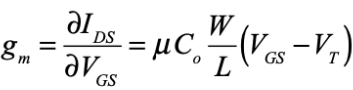 g_m = ∂I_DS / ∂V_GS = μC_o W/L (V_GS − V_T)